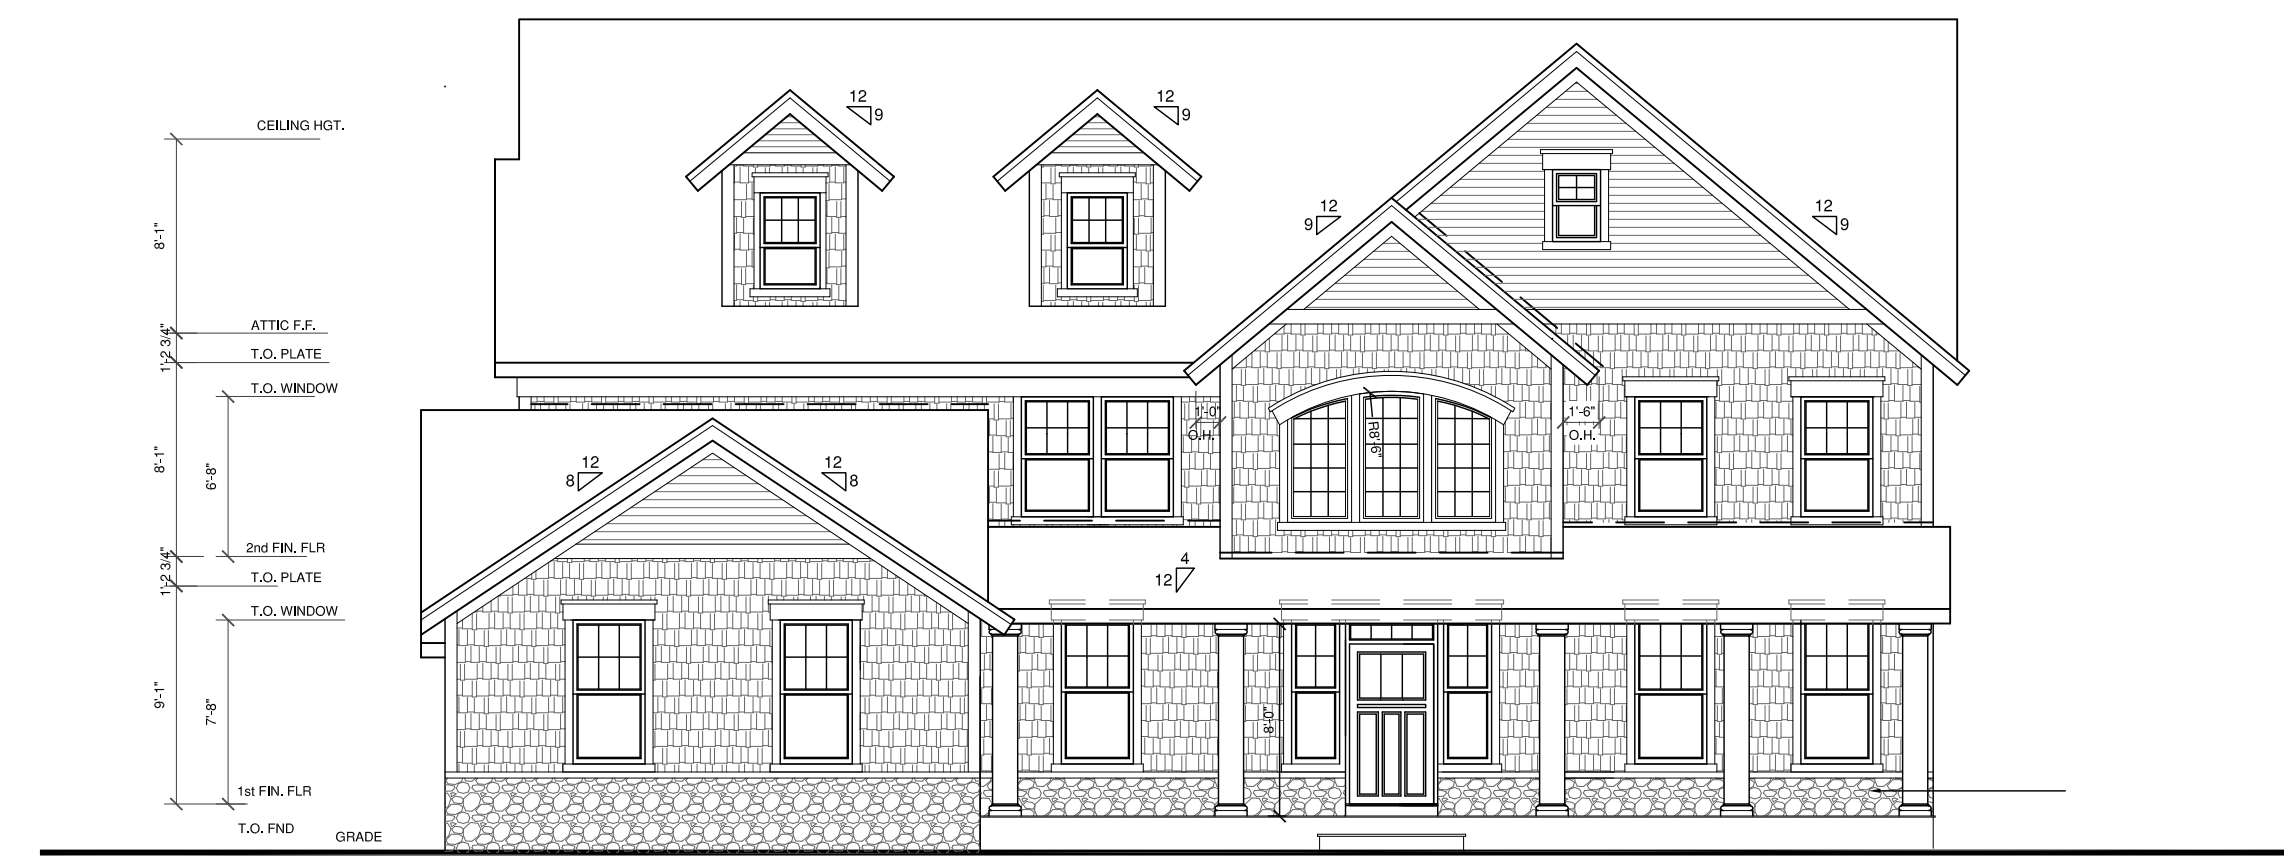 12
9
12
9
CEILING HGT.
12
9
12
9
8'-1"
ATTIC F.F.
1'-2 3/4"
T.O. PLATE
T.O. WINDOW
1'-0"
O.H.
R8'-6"
1'-6"
O.H.
8'-1"
6'-8"
12
8
12
8
2nd FIN. FLR
1'-2 3/4"
T.O. PLATE
4
12
T.O. WINDOW
9'-1"
7'-8"
8'-0"
1st FIN. FLR
T.O. FND
GRADE